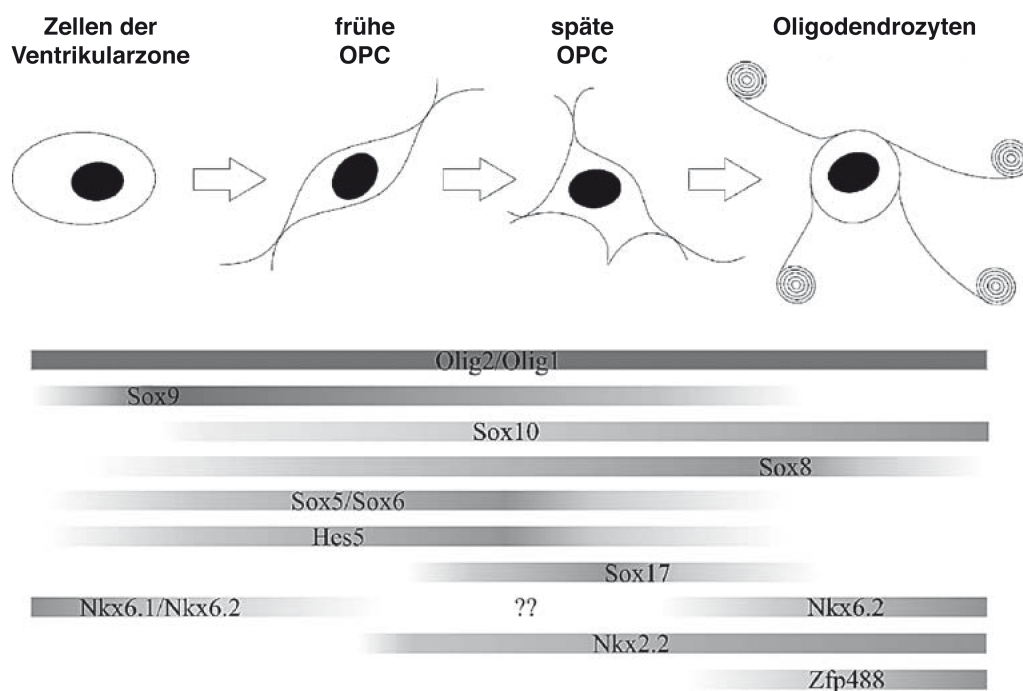 Zellen der
Ventrikularzone
frühe
OPC
späte
OPC
Oligodendrozyten
Olig2/Olig1
Sox9
Sox10
Sox8
Sox5/Sox6
Hes5
Sox17
Nkx6.1/Nkx6.2 ?? Nkx6.2
Nkx2.2
Zfp488